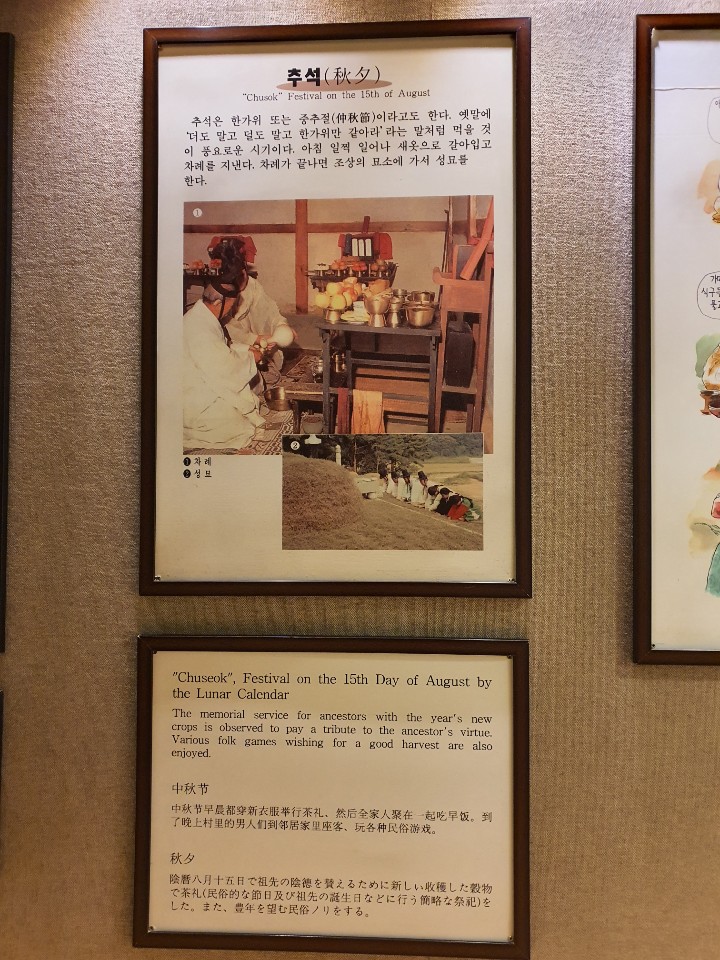 추석(秋夕)
"Chusok" Festival on the 15th of August
추석은 한가위 또는 중추절(仲秋節)이라고도 한다. 옛말에
'더도 말고 덜도 말고 한가위만 같아라'라는 말처럼 먹을 것
이 풍요로운 시기이다. 아침 일찍 일어나 새옷으로 갈아입고
차례를 지낸다. 차례가 끝나면 조상의 묘소에 가서 성묘를
한다.
❶
❶ 차례
❷ 성묘
❷
"Chuseok", Festival on the 15th Day of August by
the Lunar Calendar
The memorial service for ancestors with the year's new
crops is observed to pay a tribute to the ancestor's virtue.
Various folk games wishing for a good harvest are also
enjoyed.
中秋节
中秋节早晨都穿新衣服举行茶礼、然后全家人聚在一起吃早饭。到
了晚上村里的男人们到邻居家里座客、玩各种民俗游戏。
秋夕
陰曆八月十五日で祖先の陰徳を賛えるために新しい収穫した穀物
で茶礼(民俗的な節日及び祖先の誕生日などに行う簡略な祭祀)を
した。また、豊年を望む民俗ノリをする。